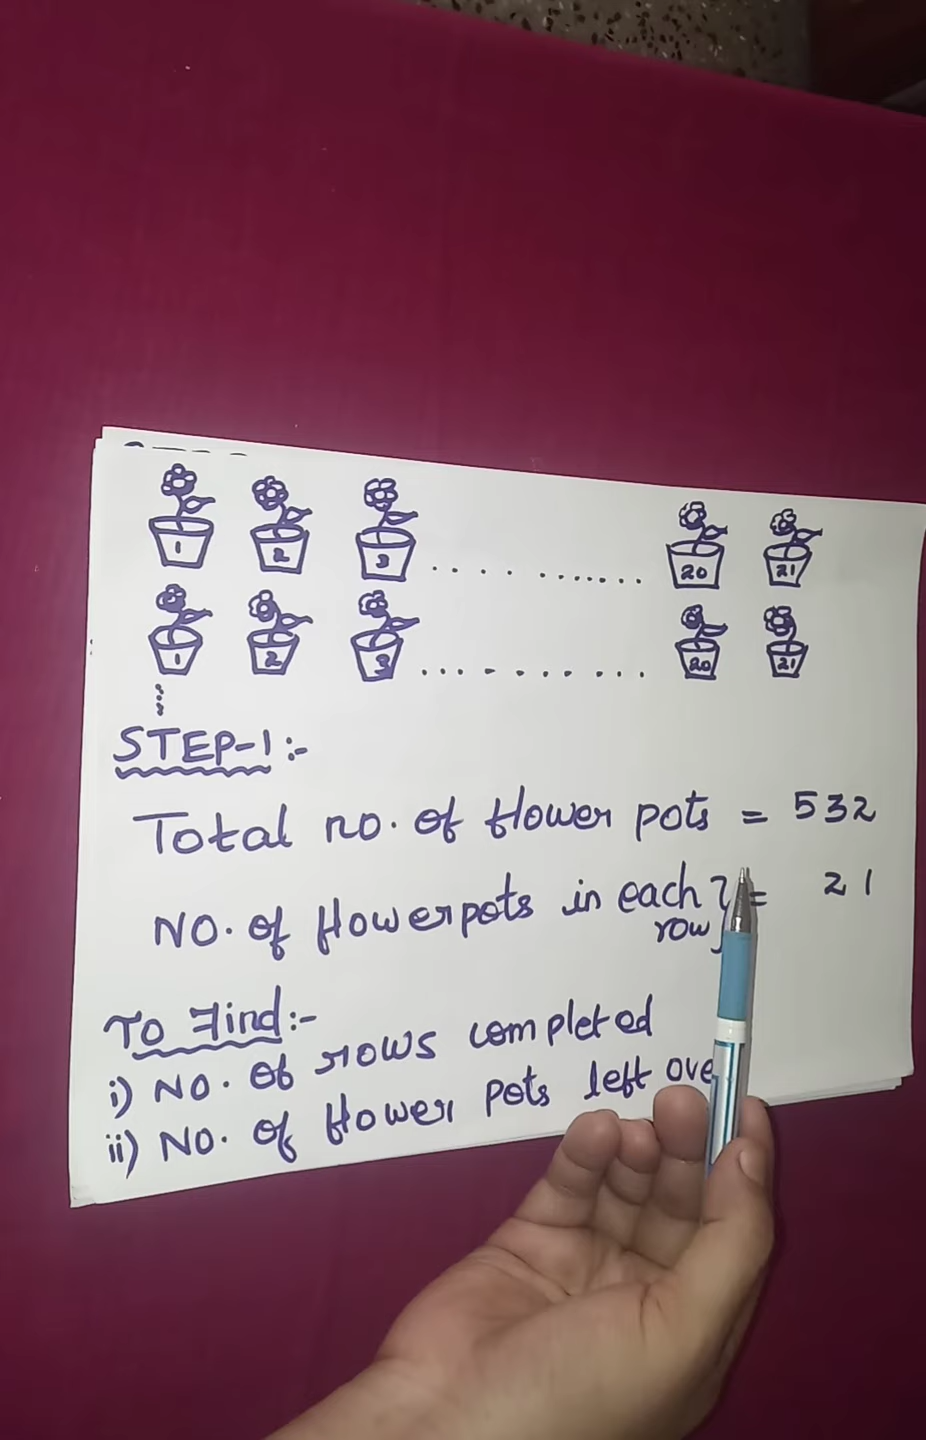 1 2 3 ............ 20 21
1 2 3 ............ 20 21
STEP-1:-
Total no. of flower pots = 532
NO. of flowerpots in each } = 21
row
To Find:-
i) NO. of rows completed
ii) NO. of flower pots left ove